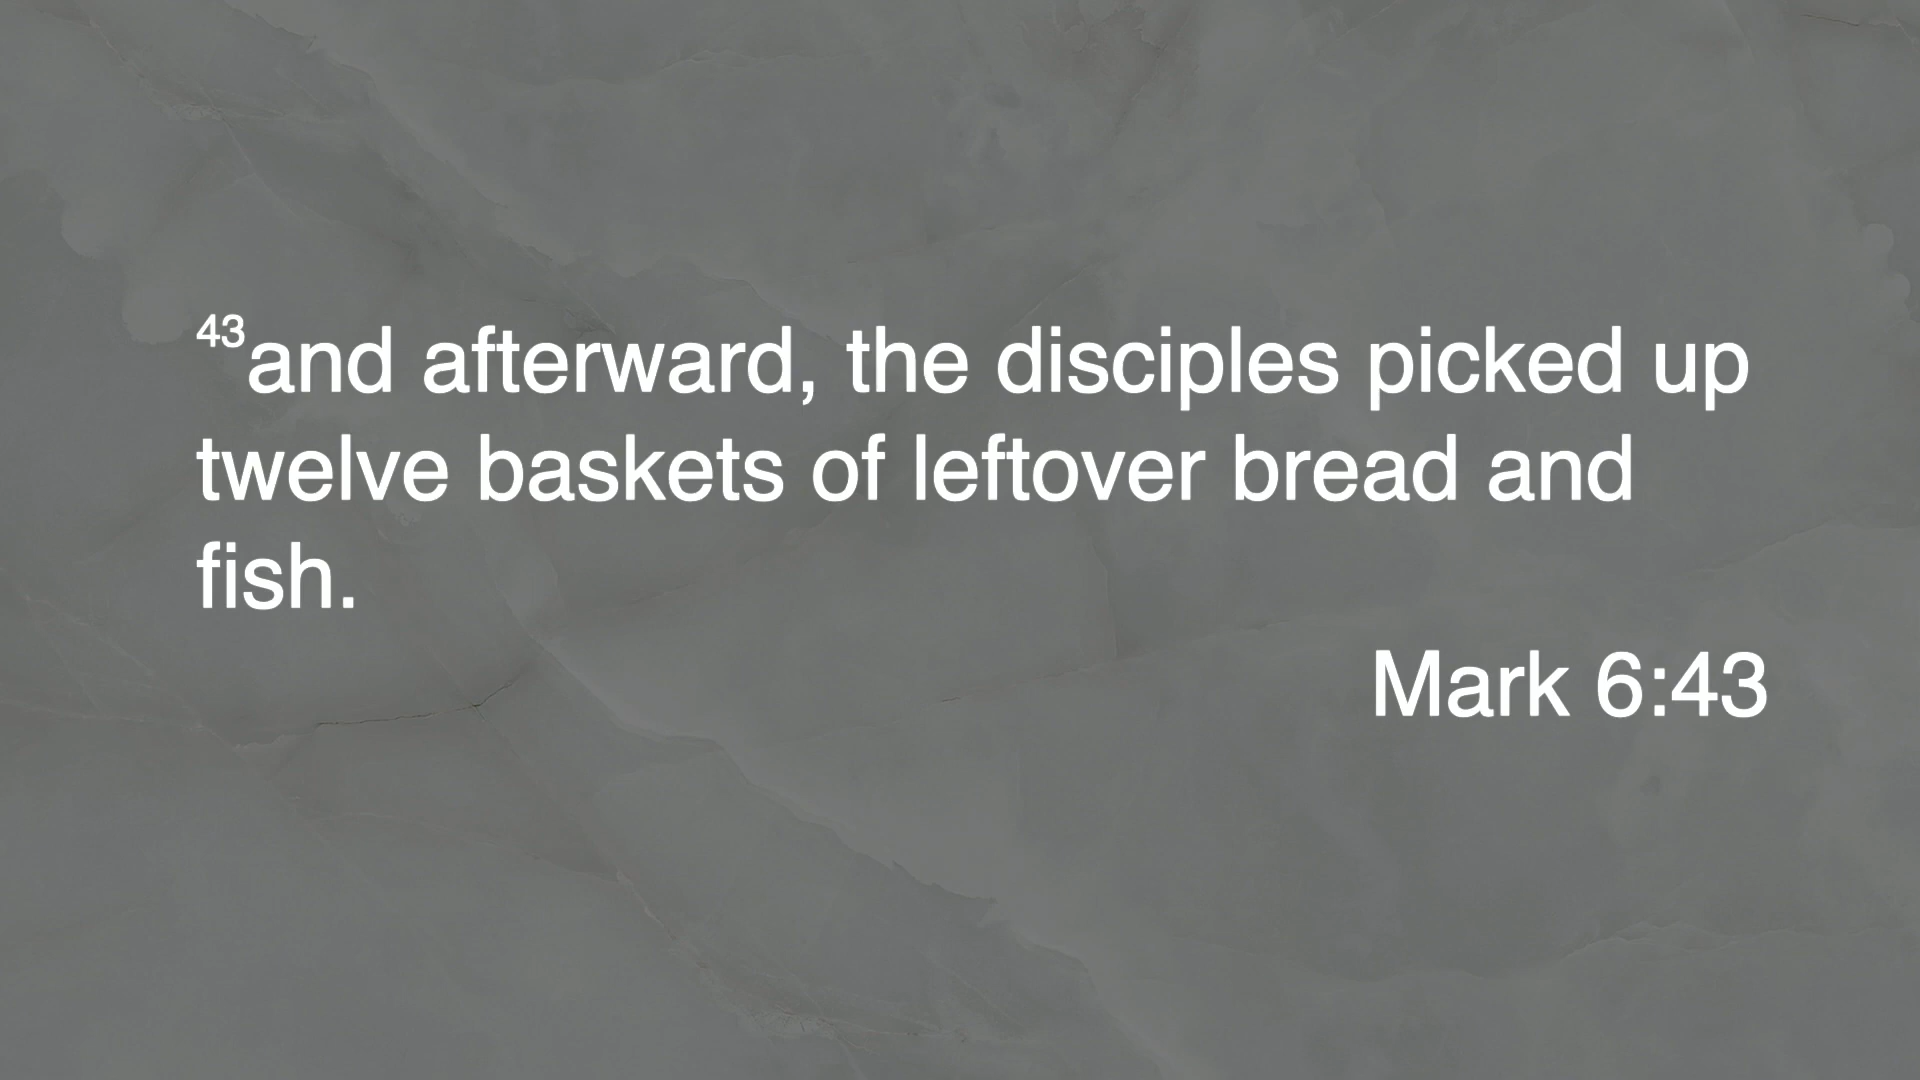 43and afterward, the disciples picked up
twelve baskets of leftover bread and
fish.
Mark 6:43